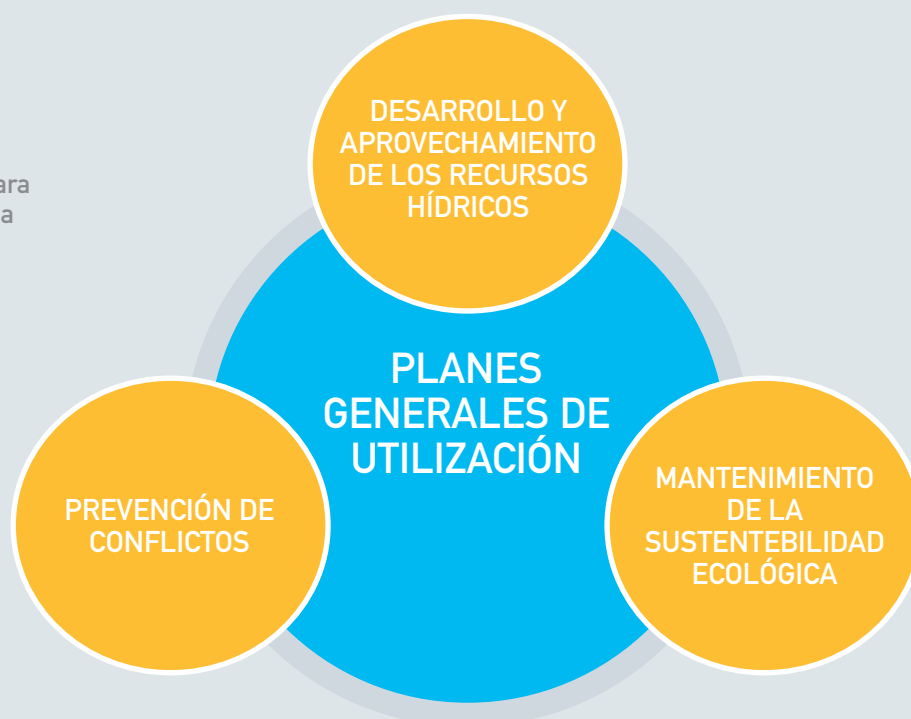 DESARROLLO Y
APROVECHAMIENTO
DE LOS RECURSOS
HÍDRICOS
PLANES
GENERALES DE
UTILIZACIÓN
PREVENCIÓN DE
CONFLICTOS
MANTENIMIENTO
DE LA
SUSTENTEBILIDAD
ECOLÓGICA